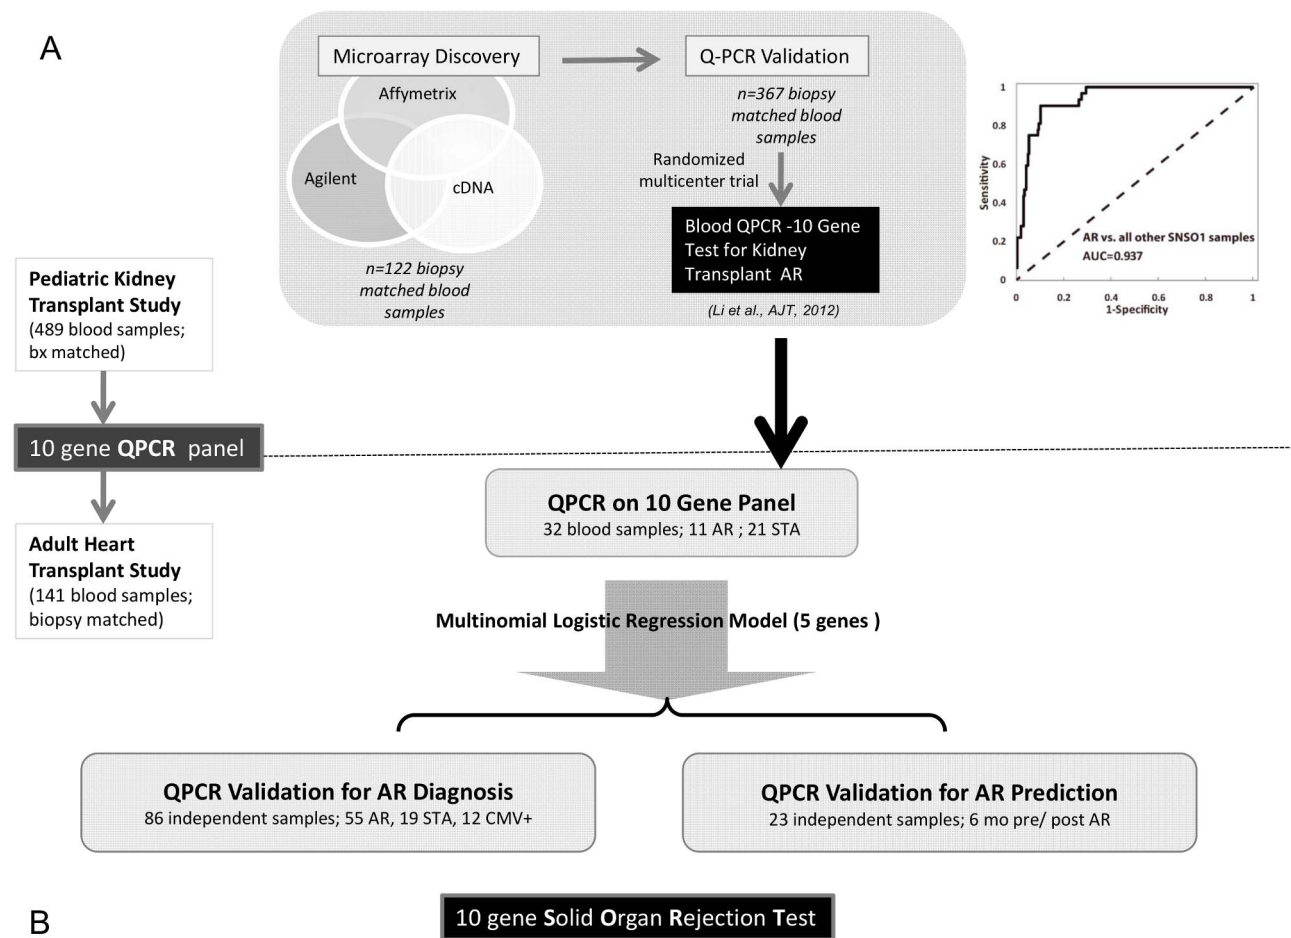 A
Microarray Discovery
Q-PCR Validation
Affymetrix
Agilent
cDNA
n=122 biopsy
matched blood
samples
n=367 biopsy
matched blood
samples
Randomized
multicenter trial
Blood QPCR -10 Gene
Test for Kidney
Transplant AR
(Li et al., AJT, 2012)
1
0.8
0.6
0.4
0.2
0
Sensitivity
AR vs. all other SNSO1 samples
AUC=0.937
0 0.2 0.4 0.6 0.8 1
1-Specificity
Pediatric Kidney
Transplant Study
(489 blood samples;
bx matched)
10 gene QPCR panel
Adult Heart
Transplant Study
(141 blood samples;
biopsy matched)
QPCR on 10 Gene Panel
32 blood samples; 11 AR ; 21 STA
Multinomial Logistic Regression Model (5 genes )
QPCR Validation for AR Diagnosis
86 independent samples; 55 AR, 19 STA, 12 CMV+
QPCR Validation for AR Prediction
23 independent samples; 6 mo pre/ post AR
B
10 gene Solid Organ Rejection Test